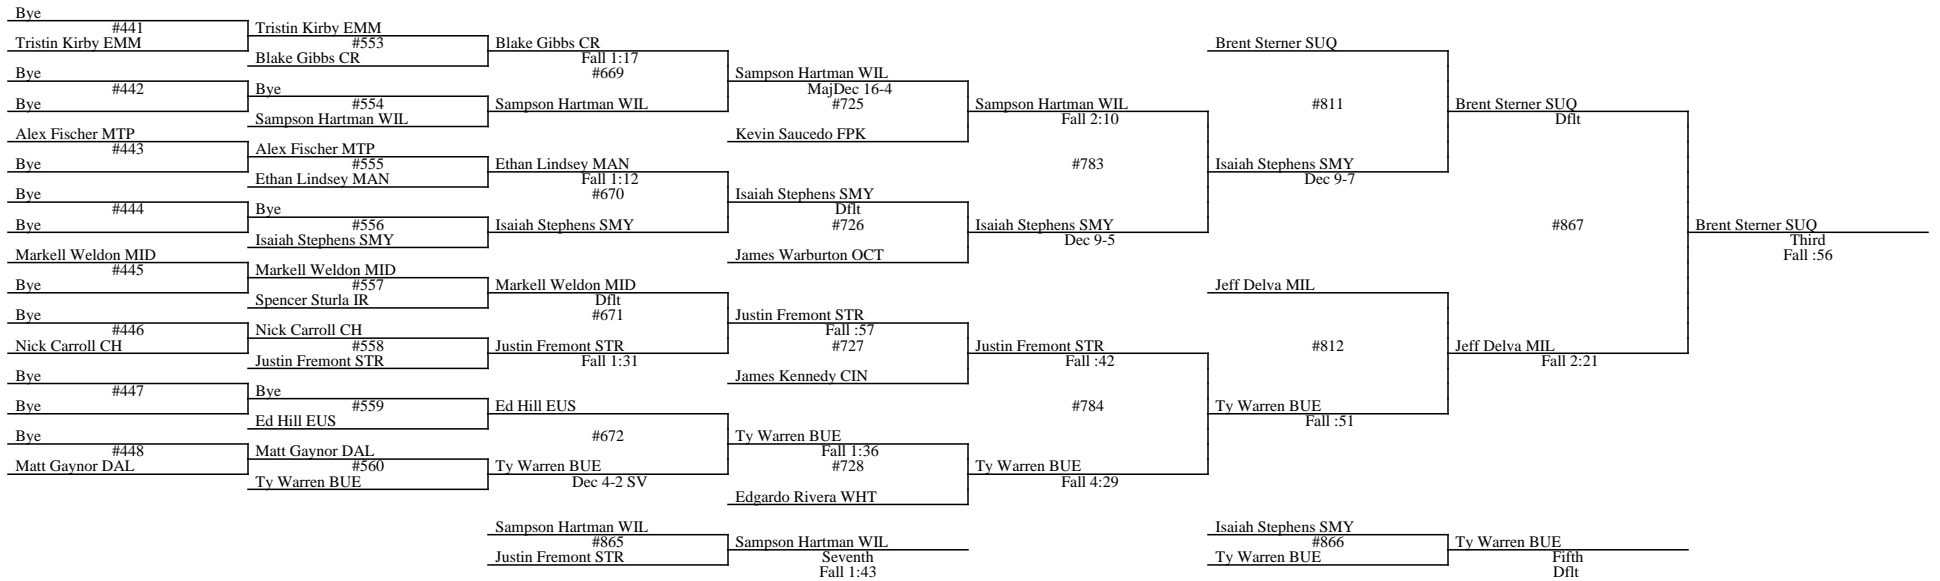 Bye
#441
Tristin Kirby EMM
Bye
#442
Bye
Alex Fischer MTP
#443
Bye
Bye
#444
Bye
Markell Weldon MID
#445
Bye
Bye
#446
Nick Carroll CH
Bye
#447
Bye
Bye
#448
Matt Gaynor DAL
Tristin Kirby EMM
#553
Blake Gibbs CR
Bye
#554
Sampson Hartman WIL
Alex Fischer MTP
#555
Ethan Lindsey MAN
Bye
#556
Isaiah Stephens SMY
Markell Weldon MID
#557
Spencer Sturla IR
Nick Carroll CH
#558
Justin Fremont STR
Bye
#559
Ed Hill EUS
Matt Gaynor DAL
#560
Ty Warren BUE
Blake Gibbs CR
Fall 1:17
#669
Sampson Hartman WIL
Ethan Lindsey MAN
Fall 1:12
#670
Isaiah Stephens SMY
Markell Weldon MID
Dflt
#671
Justin Fremont STR
Fall 1:31
Ed Hill EUS
#672
Ty Warren BUE
Dec 4-2 SV
Sampson Hartman WIL
MajDec 16-4
#725
Kevin Saucedo FPK
Isaiah Stephens SMY
Dflt
#726
James Warburton OCT
Justin Fremont STR
Fall :57
#727
James Kennedy CIN
Ty Warren BUE
Fall 1:36
#728
Edgardo Rivera WHT
Sampson Hartman WIL
Fall 2:10
#783
Isaiah Stephens SMY
Dec 9-5
Justin Fremont STR
Fall :42
#784
Ty Warren BUE
Fall 4:29
Brent Sterner SUQ
#811
Isaiah Stephens SMY
Dec 9-7
Jeff Delva MIL
#812
Ty Warren BUE
Fall :51
Brent Sterner SUQ
Dflt
#867
Jeff Delva MIL
Fall 2:21
Brent Sterner SUQ
Third
Fall :56
Sampson Hartman WIL
#865
Justin Fremont STR
Sampson Hartman WIL
Seventh
Fall 1:43
Isaiah Stephens SMY
#866
Ty Warren BUE
Ty Warren BUE
Fifth
Dflt